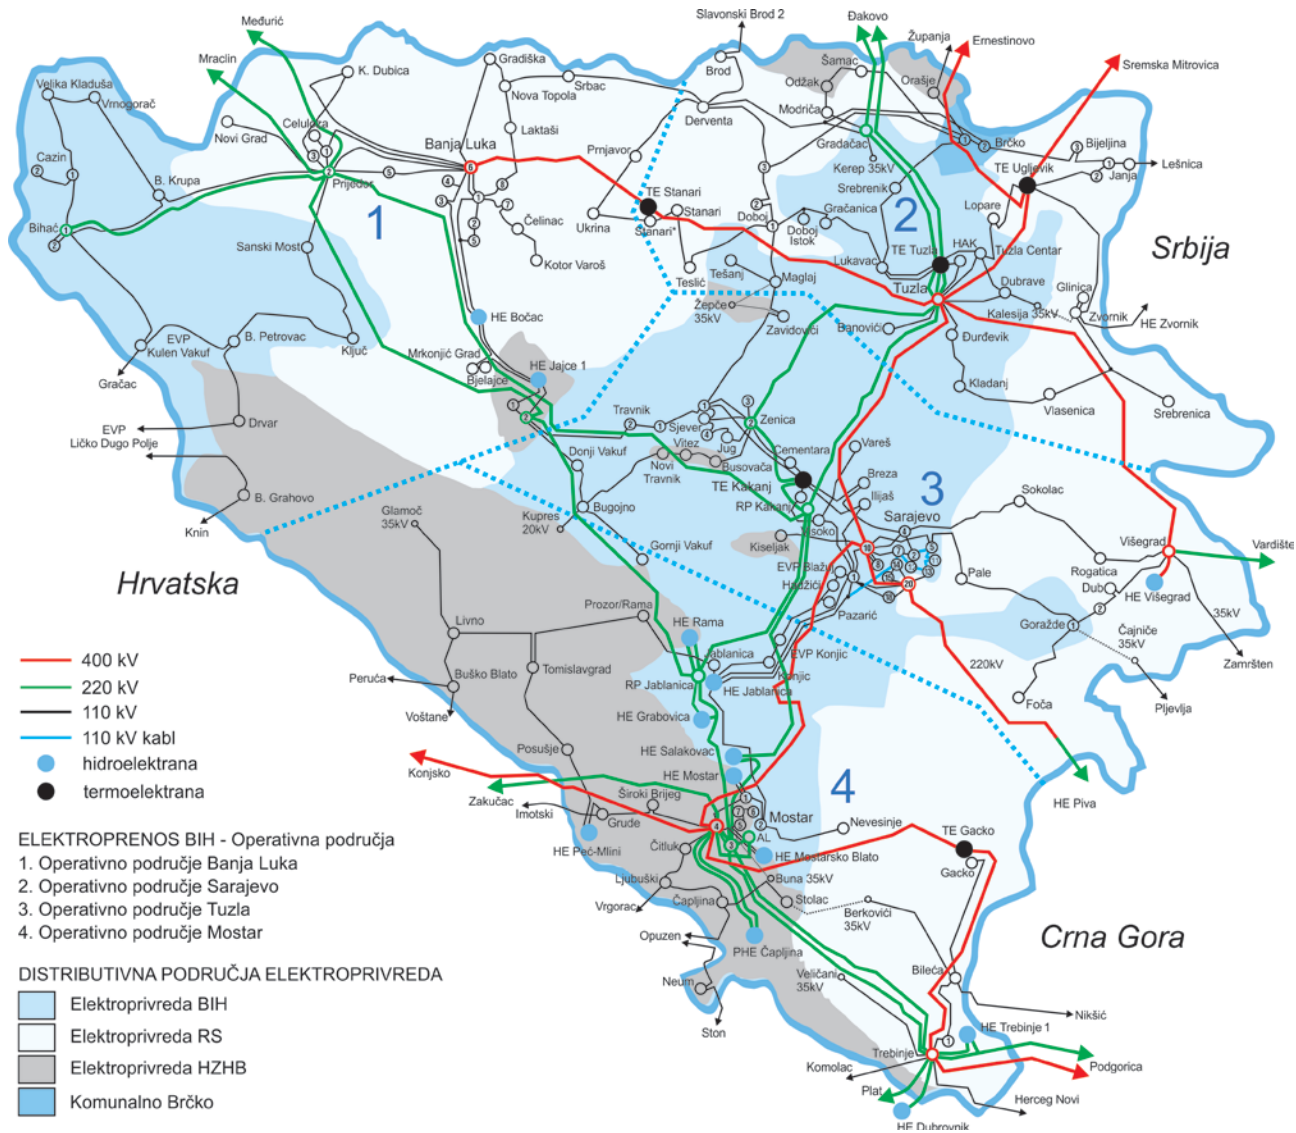 Međurić
Mraclin
Slavonski Brod 2
Đakovo
Županja
Ernestinovo
Sremska Mitrovica
Velika Kladuša
Vrnogorač
K. Dubica
Gradiška
Srbac
Nova Topola
Brod
Šamac
Odžak
Orašje
Modriča
Novi Grad
Celuloza
Laktaši
Derventa
Banja Luka
Prnjavor
Gradačac
Kerep 35kV
Brčko
Bijeljina
Lešnica
Janja
TE Ugljevik
Cazin
B. Krupa
Prijedor
1
TE Stanari
Stanari
Stanari*
Ukrina
Srebrenik
Gračanica
2
Lopare
Bihać
Sanski Most
Čelinac
Kotor Varoš
Doboj
Doboj
Istok
TE Tuzla
HAK
Tuzla Centar
Srbija
Lukavac
Teslić
Tešanj
Maglaj
Tuzla
Dubrave
Glinica
Kalesija 35kV
Zvornik
HE Zvornik
Žepče
35kV
Zavidovići
Banovići
Đurđevik
HE Bočac
EVP
Kulen Vakuf
B. Petrovac
Ključ
Mrkonjić Grad
Bjelajce
HE Jajce 1
Gračac
Kladanj
Vlasenica
Srebrenica
Drvar
EVP
Ličko Dugo Polje
Travnik
Sjever
Zenica
Jug
Vitez
Novi
Travnik
Busovača
Cementara
Vareš
Breza
Donji Vakuf
TE Kakanj
RP Kakanj
Ilijaš
3
B. Grahovo
Knin
Glamoč
35kV
Kupres
20kV
Bugojno
Visoko
Sarajevo
Sokolac
Gornji Vakuf
Kiseljak
EVP Blažuj
Hadžići
Pazarić
Pale
Rogatica
Višegrad
Vardište
Dub
HE Višegrad
35kV
Hrvatska
Prozor/Rama
HE Rama
Livno
Goražde
Čajniče
35kV
Zamršten
Jablanica
EVP Konjic
Konjic
220kV
Foča
Pljevlja
400 kV
220 kV
110 kV
110 kV kabl
hidroelektrana
termoelektrana
Peruća
Buško Blato
Tomislavgrad
RP Jablanica
HE Jablanica
Voštane
HE Grabovica
Posušje
HE Salakovac
HE Mostar
HE Piva
Konjsko
Zakučac
Imotski
Široki Brijeg
Grude
4
Mostar
Nevesinje
TE Gacko
Gacko
AL
HE Peć-Mlini
Čitluk
HE Mostarsko Blato
Ljubuški
Buna 35kV
Vrgorac
Čapljina
Stolac
Berkovići
35kV
Opuzen
PHE Čapljina
Crna Gora
Veličani
35kV
Bileća
Neum
Ston
Nikšić
HE Trebinje 1
Trebinje
Komolac
Podgorica
Plat
Herceg Novi
HE Dubrovnik
ELEKTROPRENOS BIH - Operativna područja
1. Operativno područje Banja Luka
2. Operativno područje Sarajevo
3. Operativno područje Tuzla
4. Operativno područje Mostar
DISTRIBUTIVNA PODRUČJA ELEKTROPRIVREDA
Elektroprivreda BIH
Elektroprivreda RS
Elektroprivreda HZHB
Komunalno Brčko